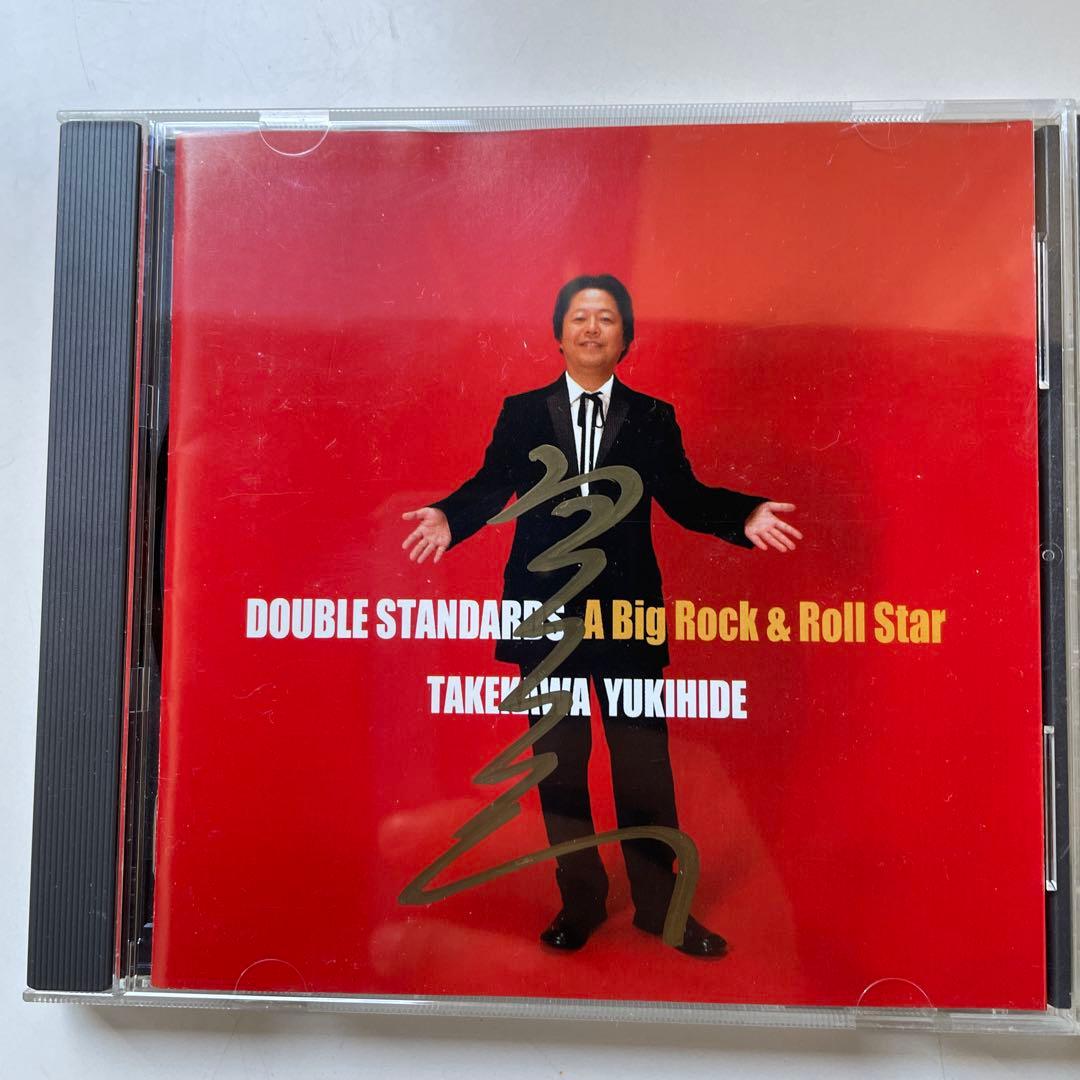 DOUBLE STANDARDS A Big Rock & Roll Star
TAKEKAWA YUKIHIDE